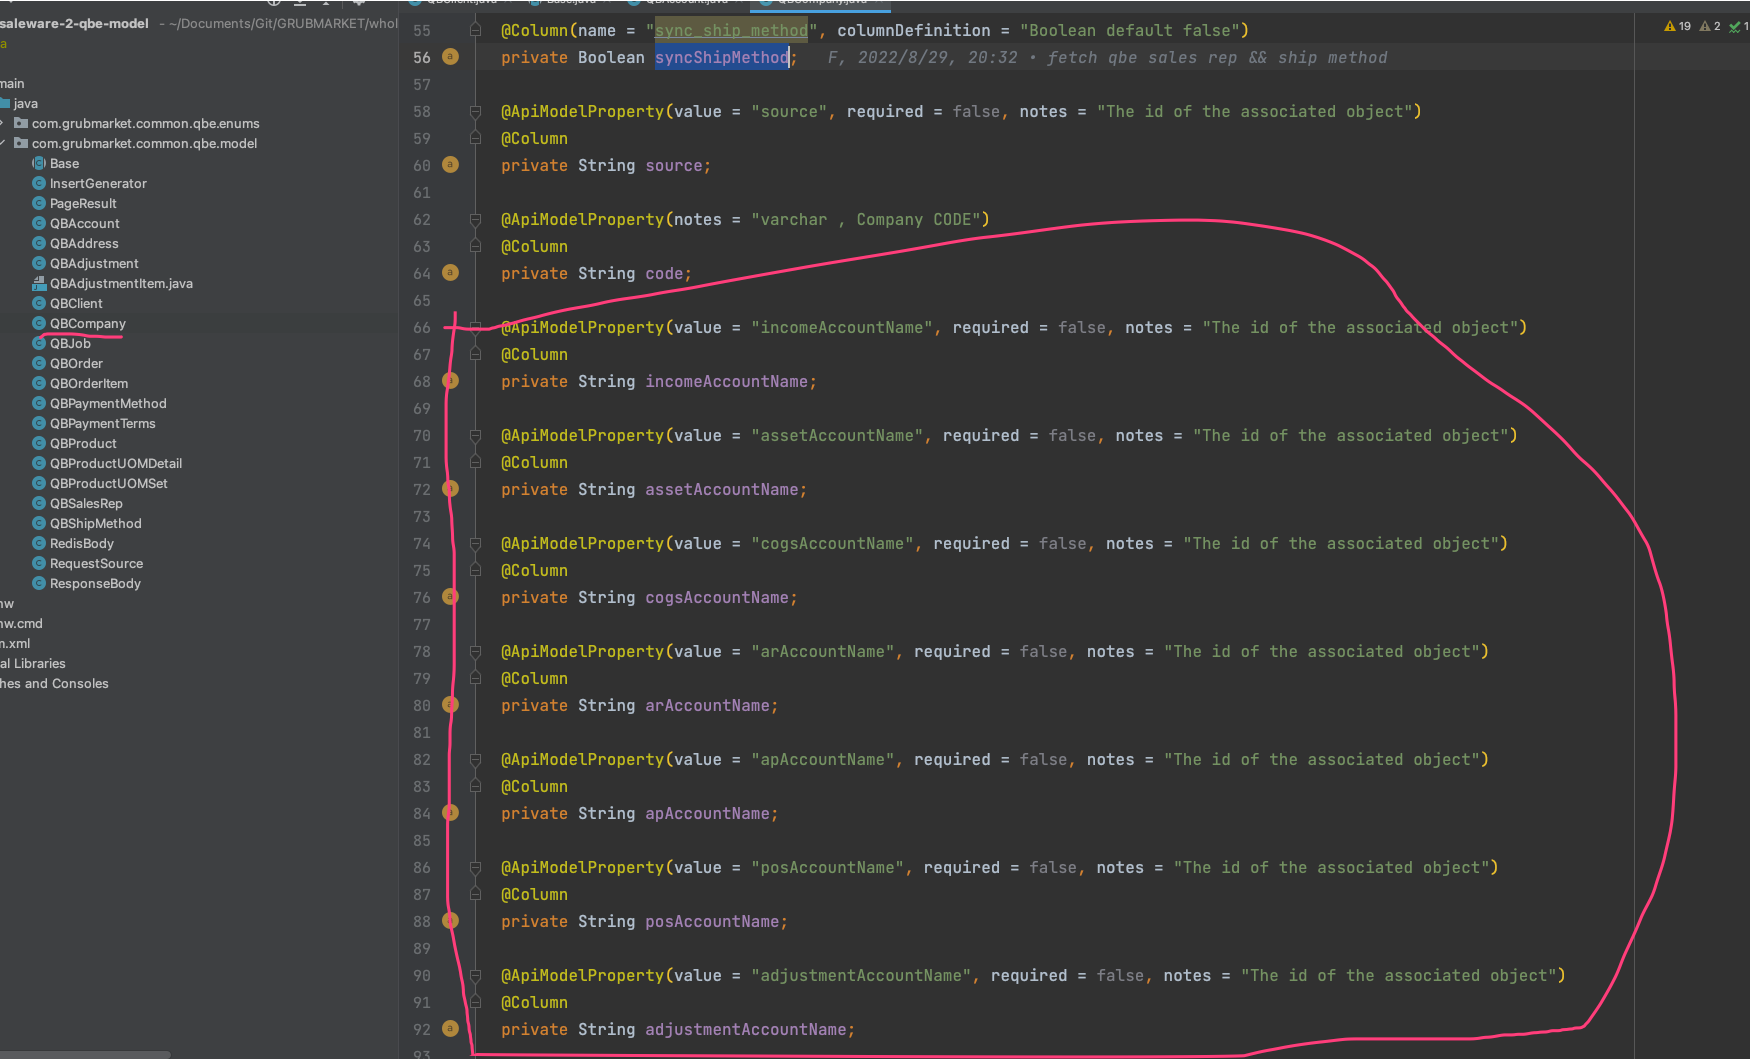 saleware-2-qbe-model - ~/Documents/Git/GRUBMARKET/whol
a
main
java
com.grubmarket.common.qbe.enums
com.grubmarket.common.qbe.model
Base
InsertGenerator
PageResult
QBAccount
QBAddress
QBAdjustment
QBAdjustmentItem.java
QBClient
QBCompany
QBJob
QBOrder
QBOrderItem
QBPaymentMethod
QBPaymentTerms
QBProduct
QBProductUOMDetail
QBProductUOMSet
QBSalesRep
QBShipMethod
RedisBody
RequestSource
ResponseBody
nw
nw.cmd
n.xml
al Libraries
hes and Consoles
19 2 1
55 @Column(name = "sync_ship_method", columnDefinition = "Boolean default false")
56 private Boolean syncShipMethod; F, 2022/8/29, 20:32 • fetch qbe sales rep && ship method
57
58 @ApiModelProperty(value = "source", required = false, notes = "The id of the associated object")
59 @Column
60 private String source;
61
62 @ApiModelProperty(notes = "varchar , Company CODE")
63 @Column
64 private String code;
65
66 @ApiModelProperty(value = "incomeAccountName", required = false, notes = "The id of the associated object")
67 @Column
68 private String incomeAccountName;
69
70 @ApiModelProperty(value = "assetAccountName", required = false, notes = "The id of the associated object")
71 @Column
72 private String assetAccountName;
73
74 @ApiModelProperty(value = "cogsAccountName", required = false, notes = "The id of the associated object")
75 @Column
76 private String cogsAccountName;
77
78 @ApiModelProperty(value = "arAccountName", required = false, notes = "The id of the associated object")
79 @Column
80 private String arAccountName;
81
82 @ApiModelProperty(value = "apAccountName", required = false, notes = "The id of the associated object")
83 @Column
84 private String apAccountName;
85
86 @ApiModelProperty(value = "posAccountName", required = false, notes = "The id of the associated object")
87 @Column
88 private String posAccountName;
89
90 @ApiModelProperty(value = "adjustmentAccountName", required = false, notes = "The id of the associated object")
91 @Column
92 private String adjustmentAccountName;
93